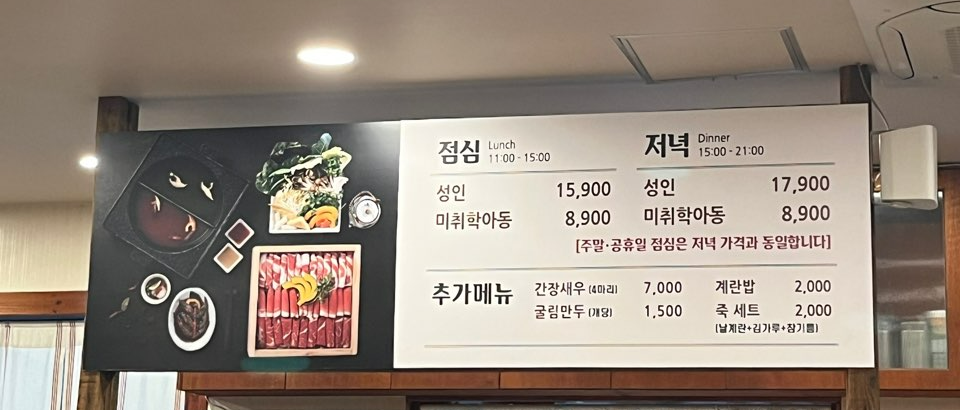 점심 Lunch 11:00 - 15:00
성인 15,900
미취학아동 8,900
저녁 Dinner 15:00 - 21:00
성인 17,900
미취학아동 8,900
[주말·공휴일 점심은 저녁 가격과 동일합니다]
추가메뉴
간장새우 (4마리) 7,000
굴림만두 (개당) 1,500
계란밥 2,000
죽 세트 2,000
(날계란+김가루+참기름)